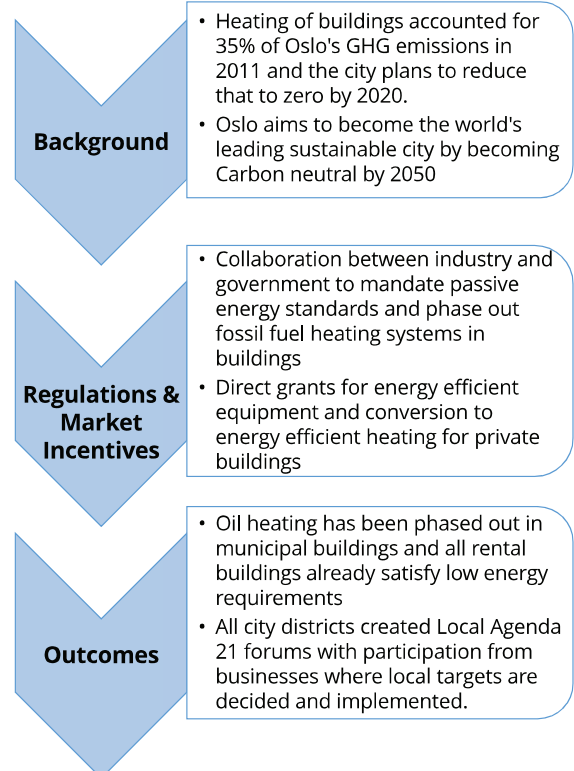 Background
• Heating of buildings accounted for
35% of Oslo's GHG emissions in
2011 and the city plans to reduce
that to zero by 2020.
• Oslo aims to become the world's
leading sustainable city by becoming
Carbon neutral by 2050
Regulations &
Market
Incentives
• Collaboration between industry and
government to mandate passive
energy standards and phase out
fossil fuel heating systems in
buildings
• Direct grants for energy efficient
equipment and conversion to
energy efficient heating for private
buildings
Outcomes
• Oil heating has been phased out in
municipal buildings and all rental
buildings already satisfy low energy
requirements
• All city districts created Local Agenda
21 forums with participation from
businesses where local targets are
decided and implemented.